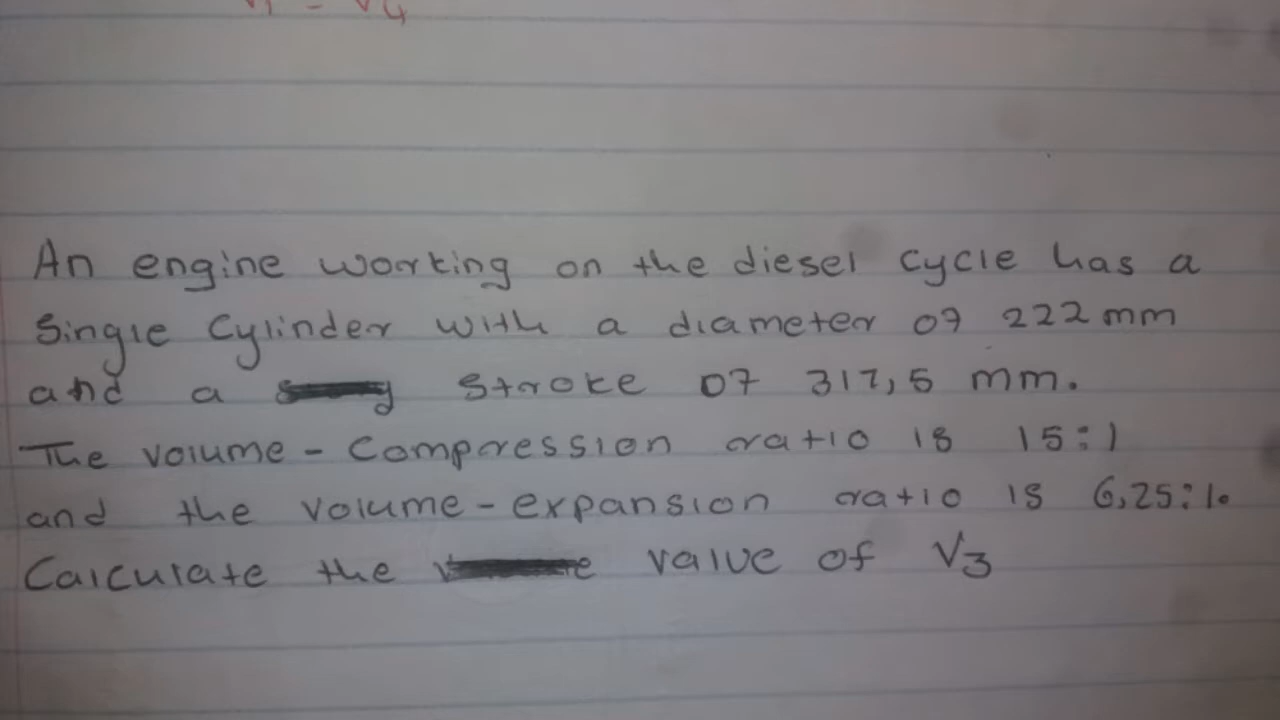 An engine working on the diesel cycle has a
single cylinder with a diameter of 222 mm
and a stroke of 317,5 mm.
The volume - compression ratio is 15:1
and the volume - expansion ratio is 6,25:1.
Calculate the value of V3